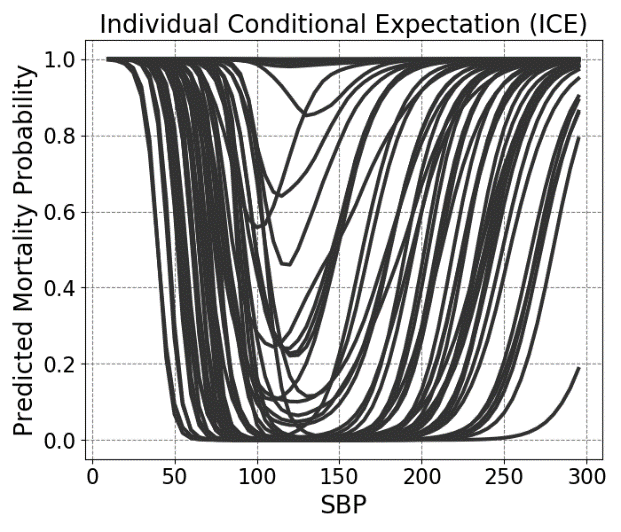 Individual Conditional Expectation (ICE)
Predicted Mortality Probability
1.0
0.8
0.6
0.4
0.2
0.0
0 50 100 150 200 250 300
SBP